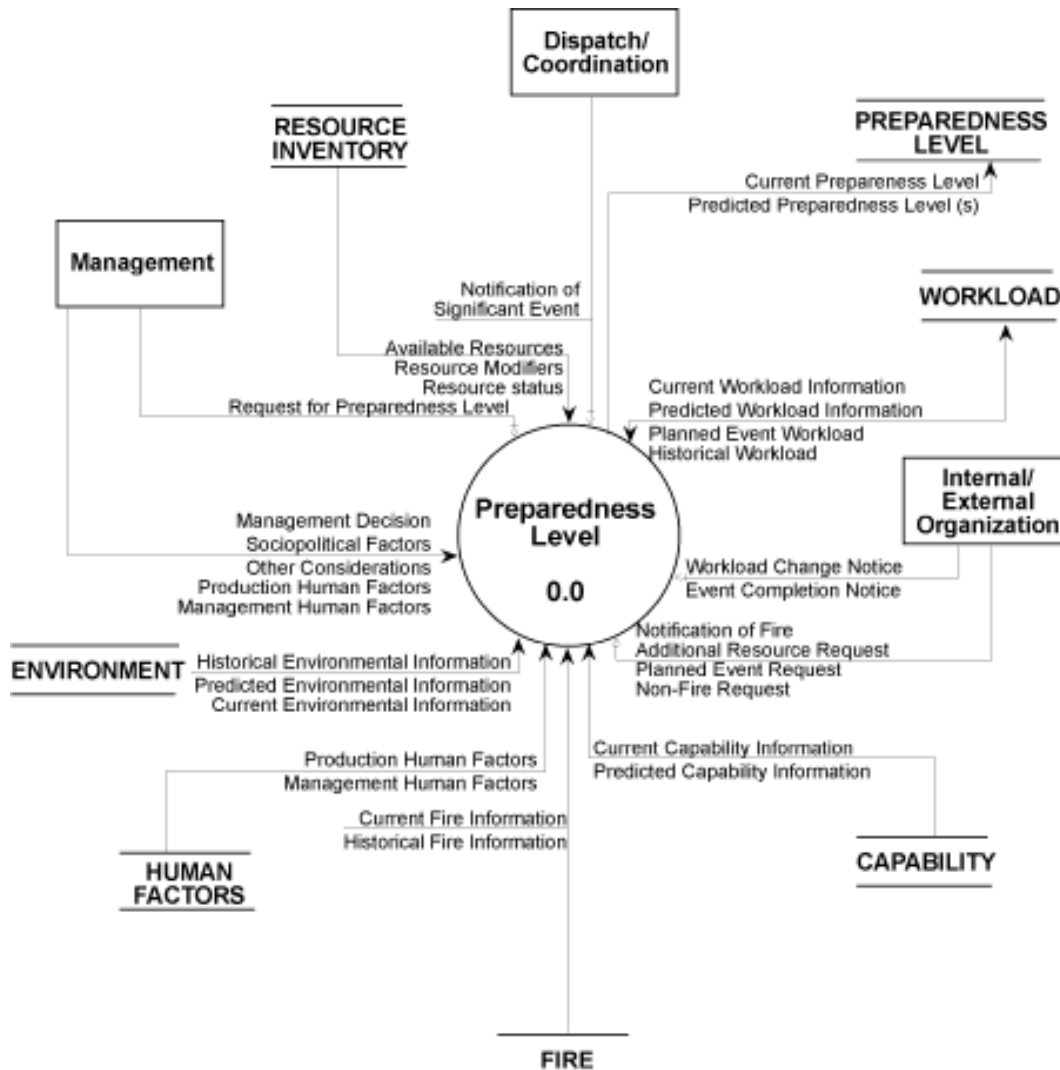 Dispatch/
Coordination
RESOURCE
INVENTORY
PREPAREDNESS
LEVEL
Current Prepareness Level
Predicted Preparedness Level (s)
Management
Notification of
Significant Event
WORKLOAD
Available Resources
Resource Modifiers
Resource status
Request for Preparedness Level
Current Workload Information
Predicted Workload Information
Planned Event Workload
Historical Workload
Internal/
External
Organization
Preparedness
Level
0.0
Management Decision
Sociopolitical Factors
Other Considerations
Production Human Factors
Management Human Factors
Workload Change Notice
Event Completion Notice
Notification of Fire
Additional Resource Request
Planned Event Request
Non-Fire Request
ENVIRONMENT
Historical Environmental Information
Predicted Environmental Information
Current Environmental Information
Production Human Factors
Management Human Factors
Current Capability Information
Predicted Capability Information
Current Fire Information
Historical Fire Information
HUMAN
FACTORS
CAPABILITY
FIRE